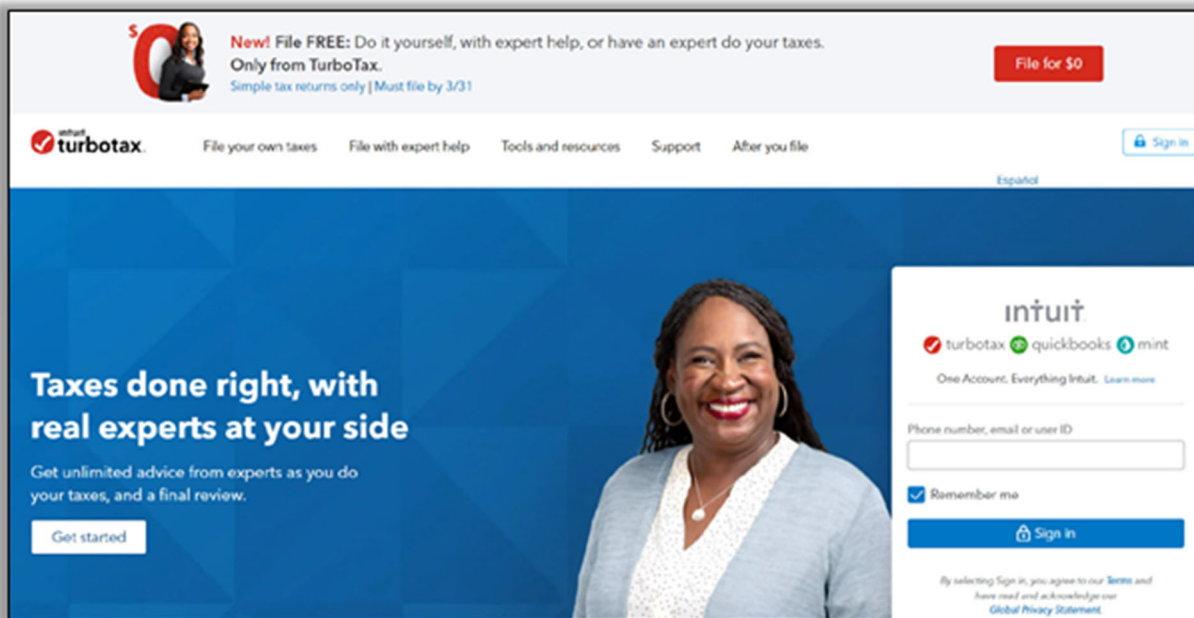 $0
New! File FREE: Do it yourself, with expert help, or have an expert do your taxes.
Only from TurboTax.
Simple tax returns only | Must file by 3/31
File for $0
intuit
turbotax.
File your own taxes
File with expert help
Tools and resources
Support
After you file
Sign in
Español
Taxes done right, with
real experts at your side
Get unlimited advice from experts as you do
your taxes, and a final review.
Get started
intuit
turbotax qb quickbooks mint
One Account. Everything Intuit. Learn more
Phone number, email or user ID
Remember me
Sign in
By selecting Sign in, you agree to our Terms and
have read and acknowledge our
Global Privacy Statement.